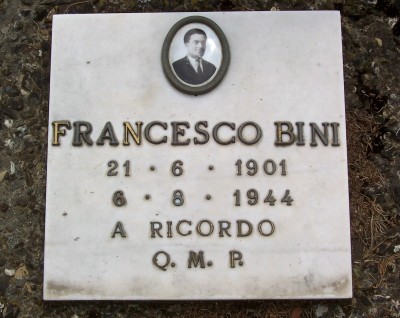 FRANCESCO BINI
21 • 6 • 1901
6 • 8 • 1944
A RICORDO
Q. M. P.